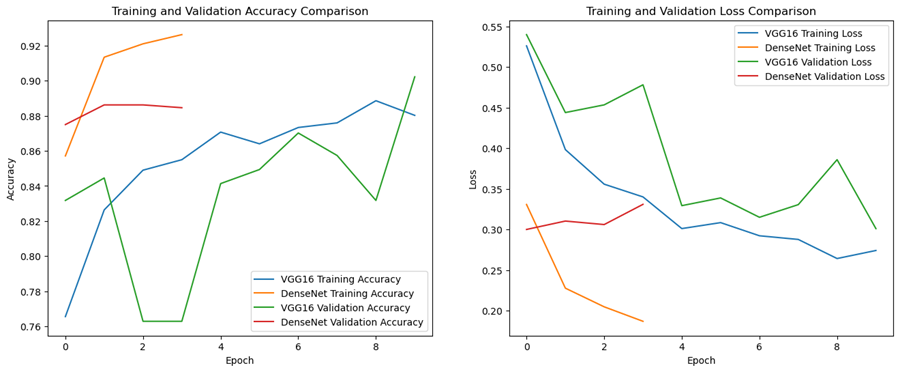 Training and Validation Accuracy Comparison
Accuracy
0.92
0.90
0.88
0.86
0.84
0.82
0.80
0.78
0.76
VGG16 Training Accuracy
DenseNet Training Accuracy
VGG16 Validation Accuracy
DenseNet Validation Accuracy
0 2 4 6 8
Epoch
Training and Validation Loss Comparison
Loss
0.55
0.50
0.45
0.40
0.35
0.30
0.25
0.20
VGG16 Training Loss
DenseNet Training Loss
VGG16 Validation Loss
DenseNet Validation Loss
0 2 4 6 8
Epoch